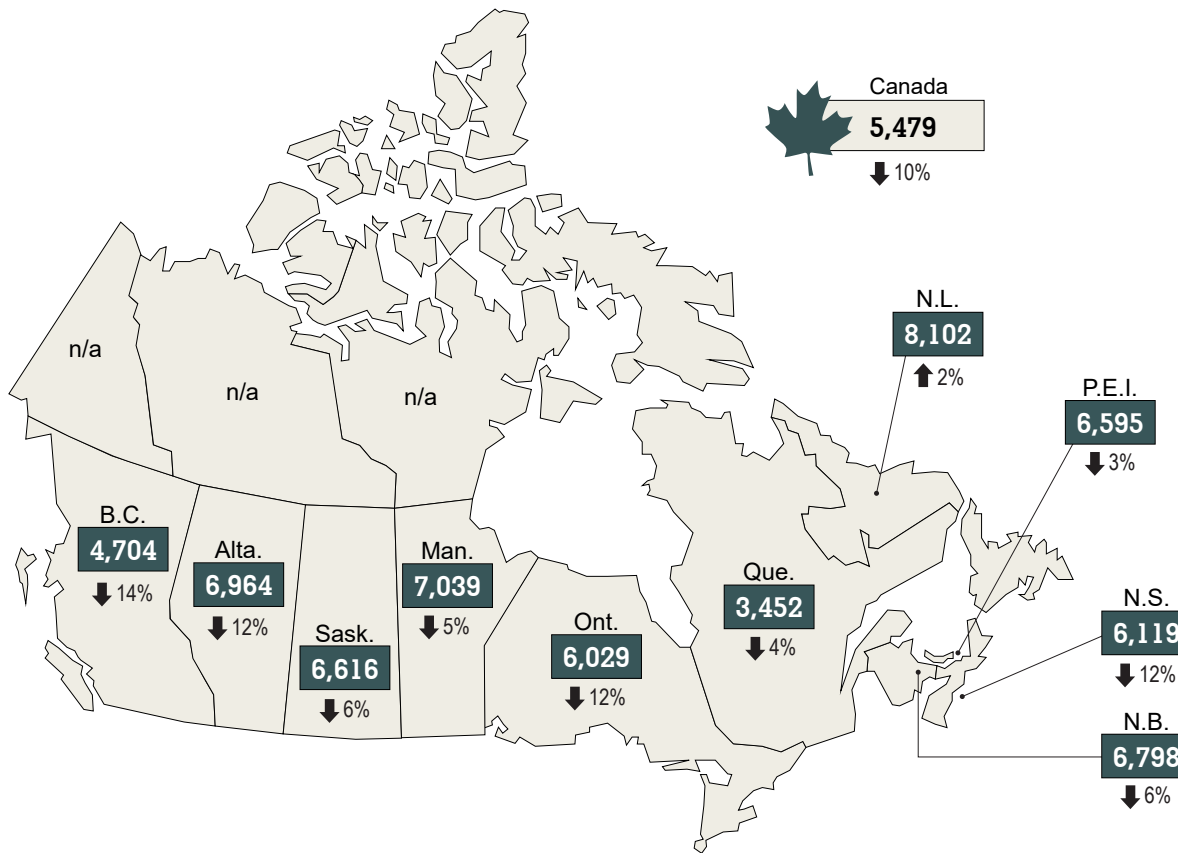 Canada
5,479
10%
n/a
n/a
n/a
N.L.
8,102
2%
P.E.I.
6,595
3%
B.C.
4,704
14%
Alta.
6,964
12%
Sask.
6,616
6%
Man.
7,039
5%
Ont.
6,029
12%
Que.
3,452
4%
N.S.
6,119
12%
N.B.
6,798
6%